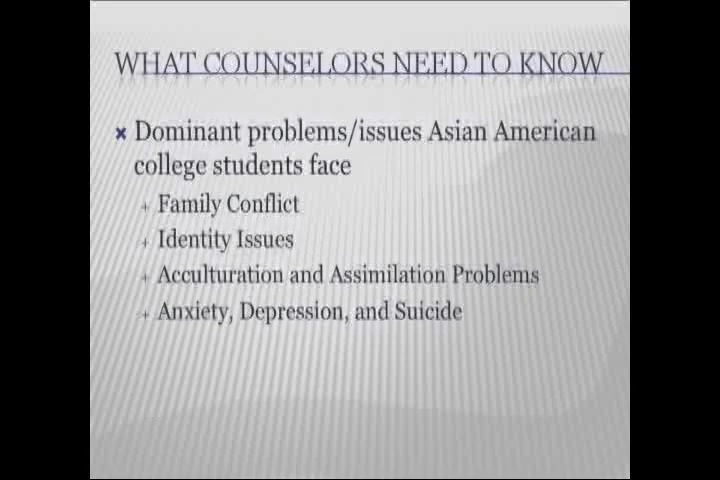 WHAT COUNSELORS NEED TO KNOW
Dominant problems/issues Asian American
college students face
Family Conflict
Identity Issues
Acculturation and Assimilation Problems
Anxiety, Depression, and Suicide